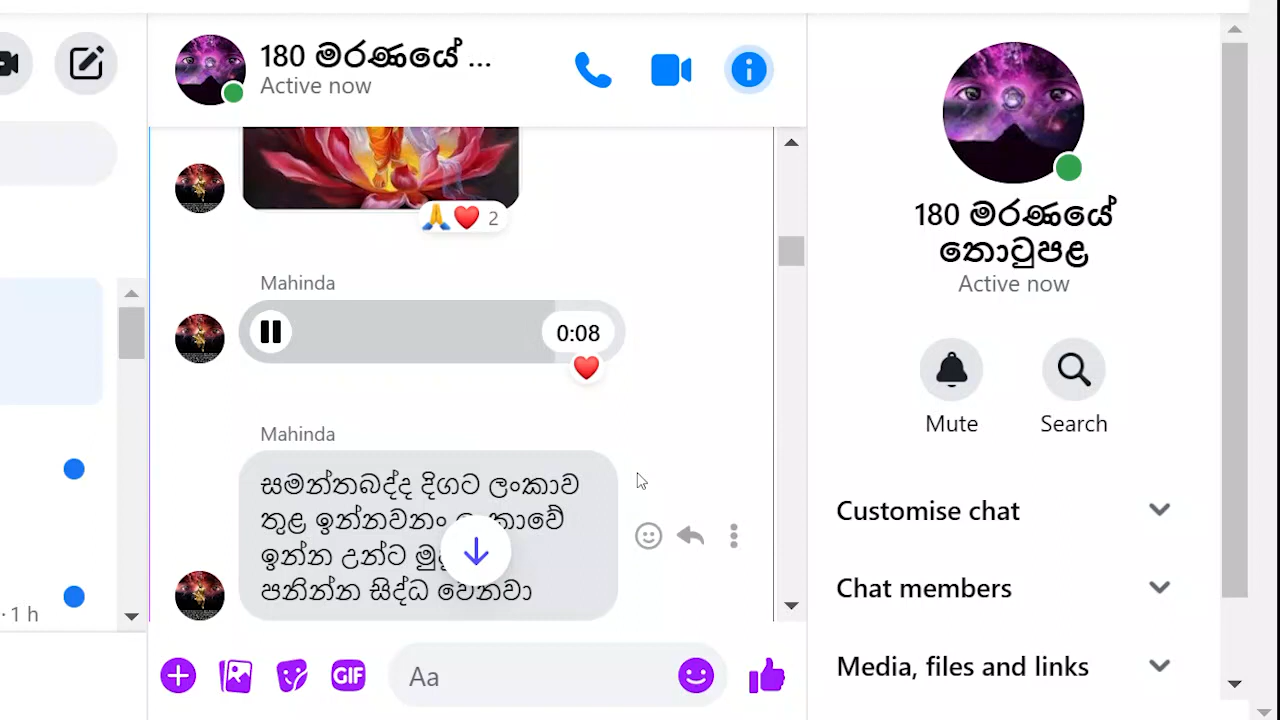 180 මරණයේ ...
Active now
2
Mahinda
0:08
Mahinda
සමන්තබද්ද දිගට ලංකාව
තුළ ඉන්නවනං
ඉන්න උන්ට
පනින්න සිද්ධ වෙනවා
· 1 h
GIF
Aa
180 මරණයේ
තොටුපළ
Active now
Mute
Search
Customise chat
Chat members
Media, files and links